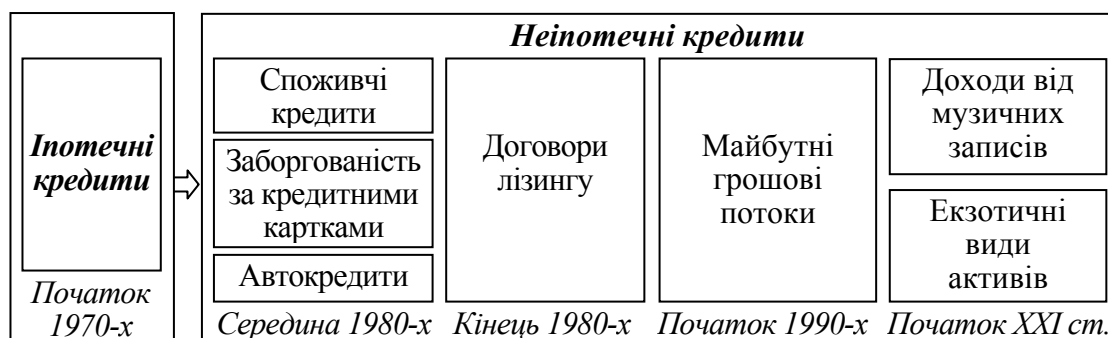 Іпотечні
кредити
Початок
1970-х
Неіпотечні кредити
Споживчі
кредити
Заборгованість
за кредитними
картками
Автокредити
Середина 1980-х
Договори
лізингу
Кінець 1980-х
Майбутні
грошові
потоки
Початок 1990-х
Доходи від
музичних
записів
Екзотичні
види
активів
Початок XXI ст.